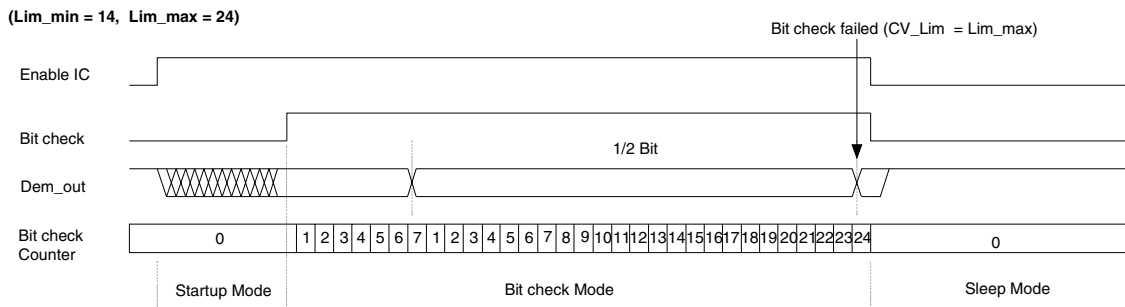 (Lim_min = 14, Lim_max = 24)
Bit check failed (CV_Lim = Lim_max)
Enable IC
Bit check
1/2 Bit
Dem_out
Bit check Counter
0 1 2 3 4 5 6 7 1 2 3 4 5 6 7 8 9 10 11 12 13 14 15 16 17 18 19 20 21 22 23 24 0
Startup Mode Bit check Mode Sleep Mode